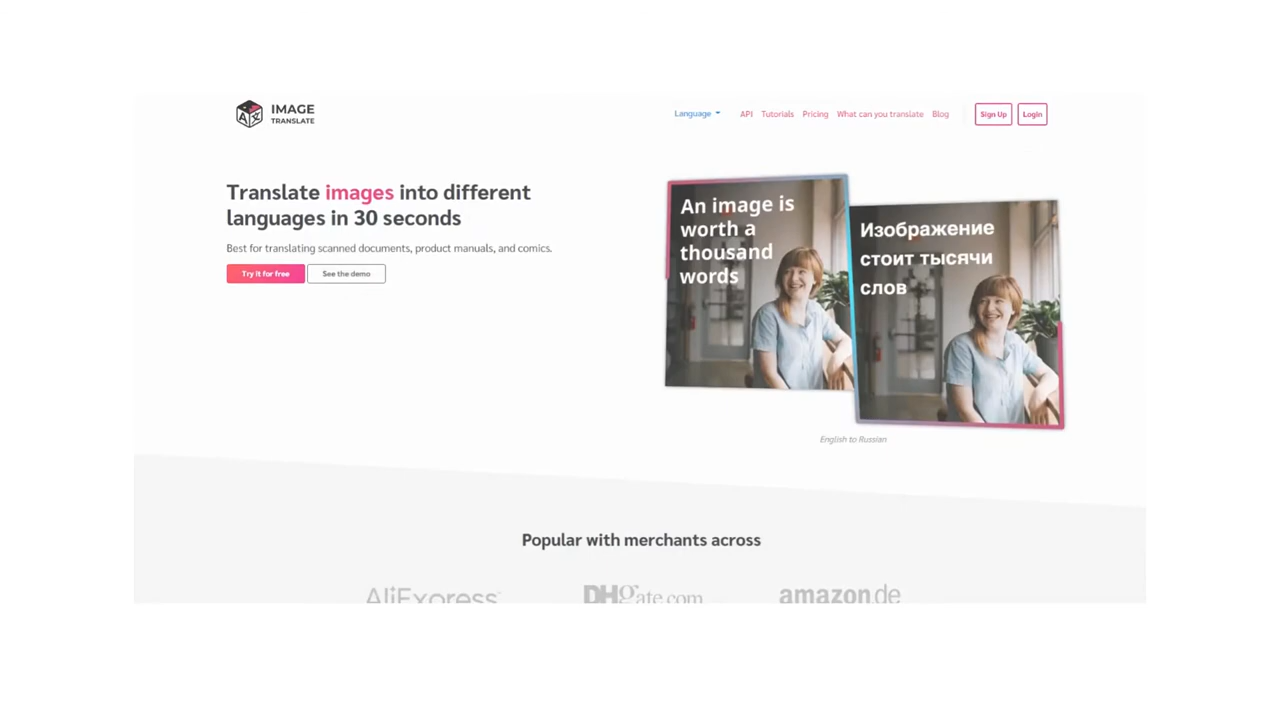 IMAGE
TRANSLATE
Language
API
Tutorials
Pricing
What can you translate
Blog
Sign Up
Login
Translate images into different
languages in 30 seconds
Best for translating scanned documents, product manuals, and comics.
Try it for free
See the demo
An image is
worth a
thousand
words
Изображение
стоит тысячи
слов
English to Russian
Popular with merchants across
AliExpress
DHgate.com
amazon.de